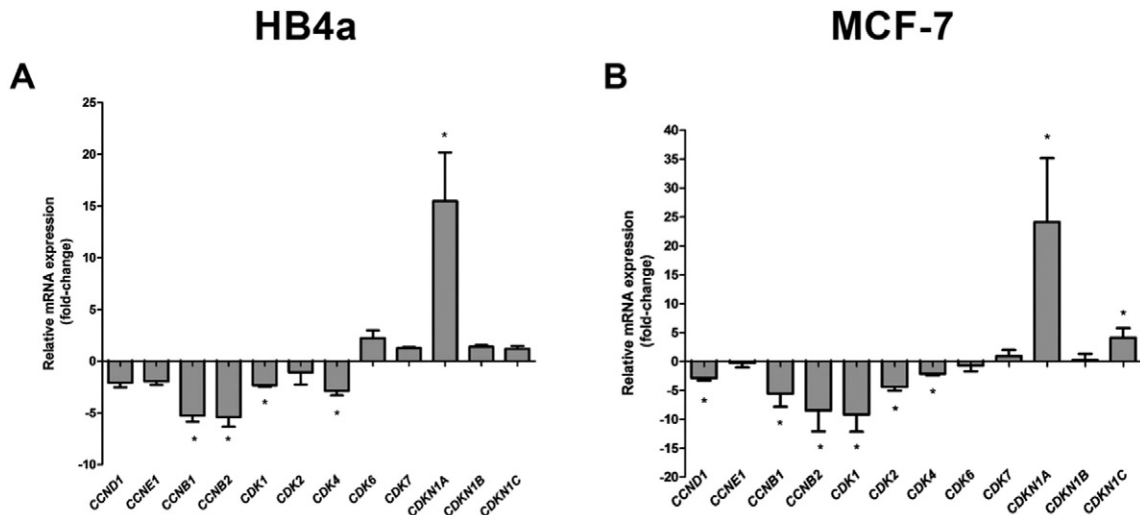 HB4a
MCF-7
A
B
Relative mRNA expression
(fold-change)
25
20
15
10
5
0
-5
-10
*
*
*
*
*
CCND1
CCNE1
CCNB1
CCNB2
CDK1
CDK2
CDK4
CDK6
CDK7
CDKN1A
CDKN1B
CDKN1C
Relative mRNA expression
(fold-change)
40
35
30
25
20
15
10
5
0
-5
-10
-15
-20
*
*
*
*
*
*
*
*
CCND1
CCNE1
CCNB1
CCNB2
CDK1
CDK2
CDK4
CDK6
CDK7
CDKN1A
CDKN1B
CDKN1C